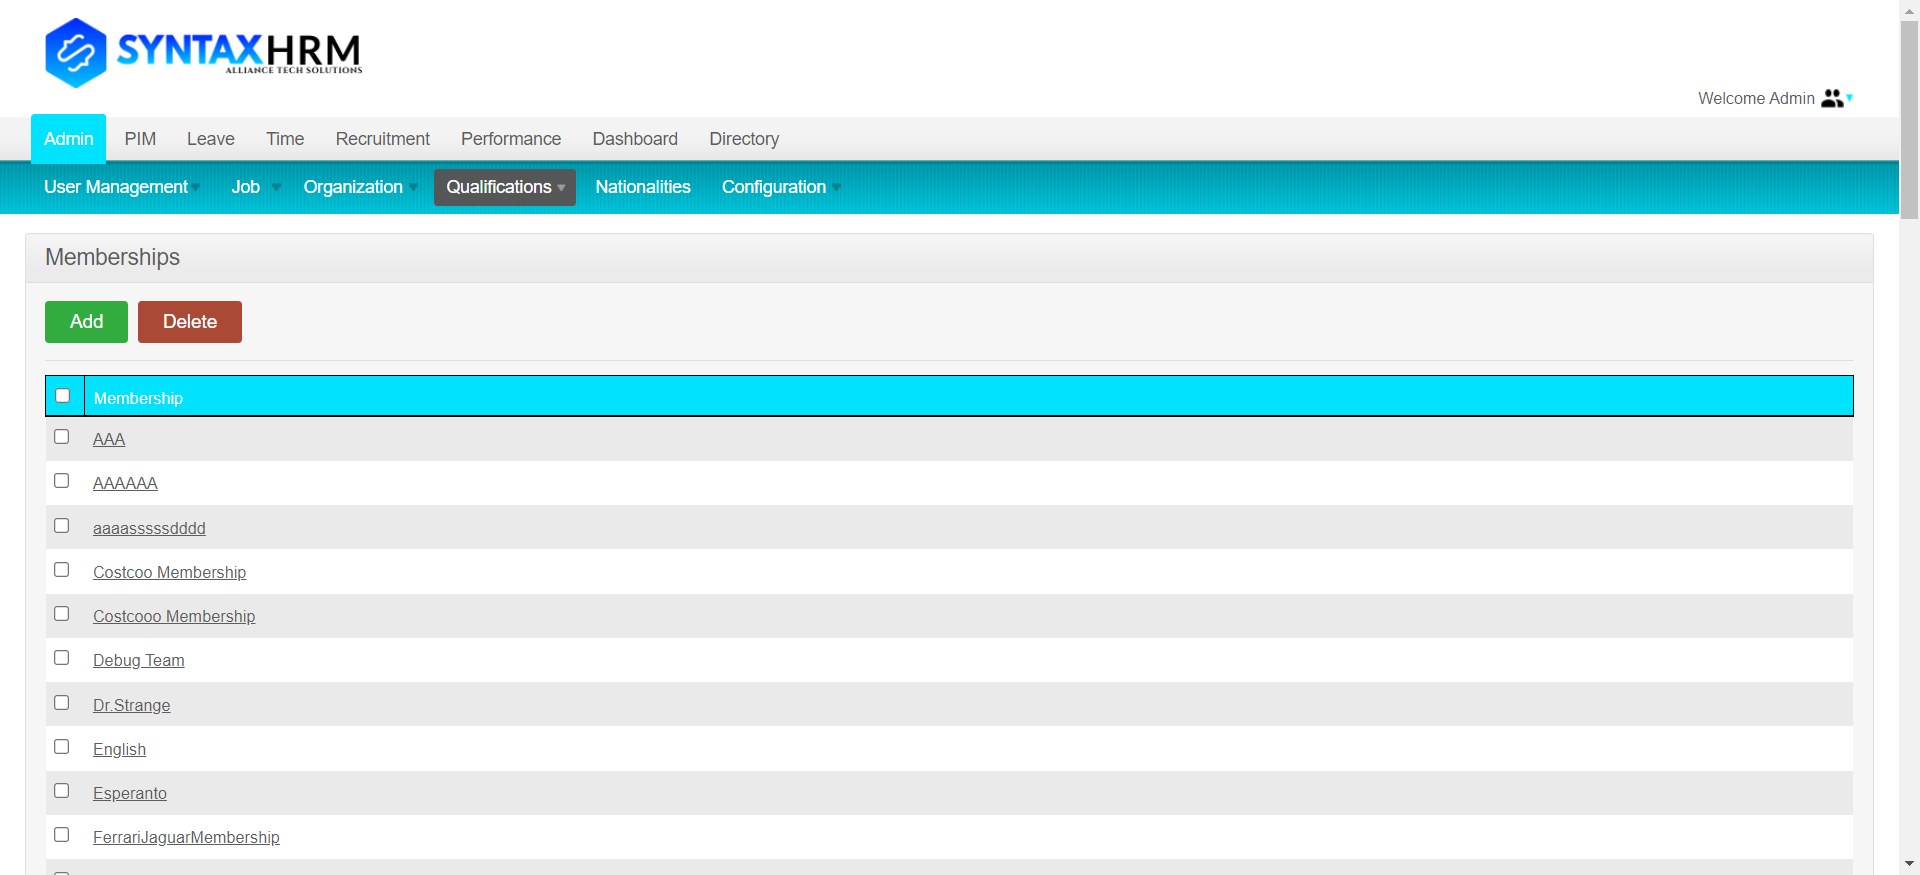 SYNTAXHRM
ALLIANCE TECH SOLUTIONS
Welcome Admin
Admin PIM Leave Time Recruitment Performance Dashboard Directory
User Management Job Organization Qualifications Nationalities Configuration
Memberships
Add Delete
Membership
AAA
AAAAAA
aaaasssssdddd
Costcoo Membership
Costcooo Membership
Debug Team
Dr.Strange
English
Esperanto
FerrariJaguarMembership